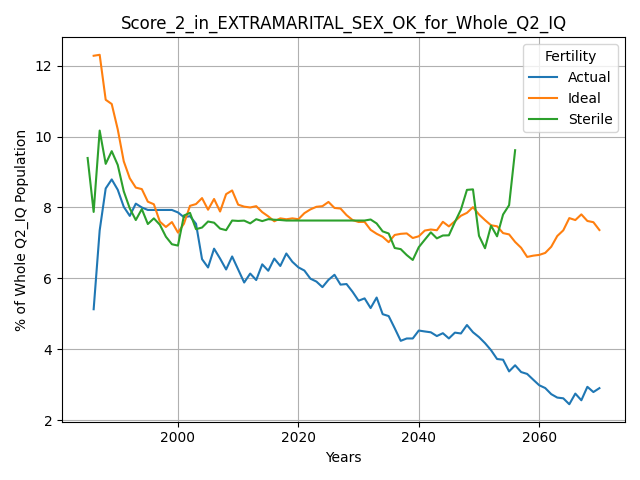 Score_2_in_EXTRAMARITAL_SEX_OK_for_Whole_Q2_IQ
Fertility
Actual
Ideal
Sterile
% of Whole Q2_IQ Population
12
10
8
6
4
2
2000
2020
2040
2060
Years